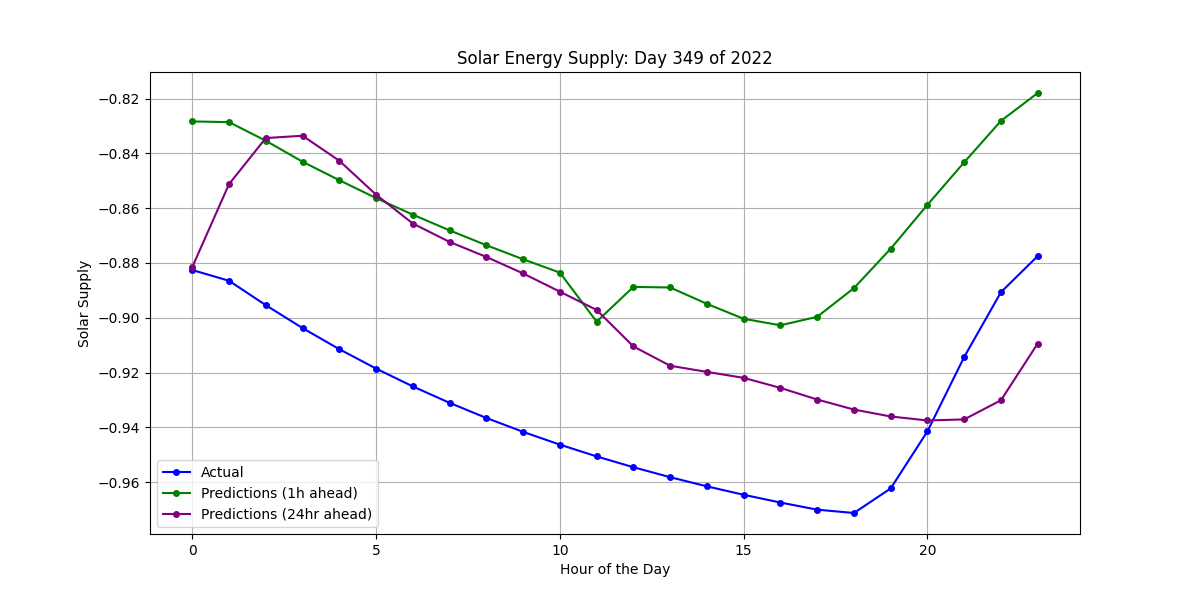 Solar Energy Supply: Day 349 of 2022
Solar Supply
−0.82
−0.84
−0.86
−0.88
−0.90
−0.92
−0.94
−0.96
Actual
Predictions (1h ahead)
Predictions (24hr ahead)
0 5 10 15 20
Hour of the Day